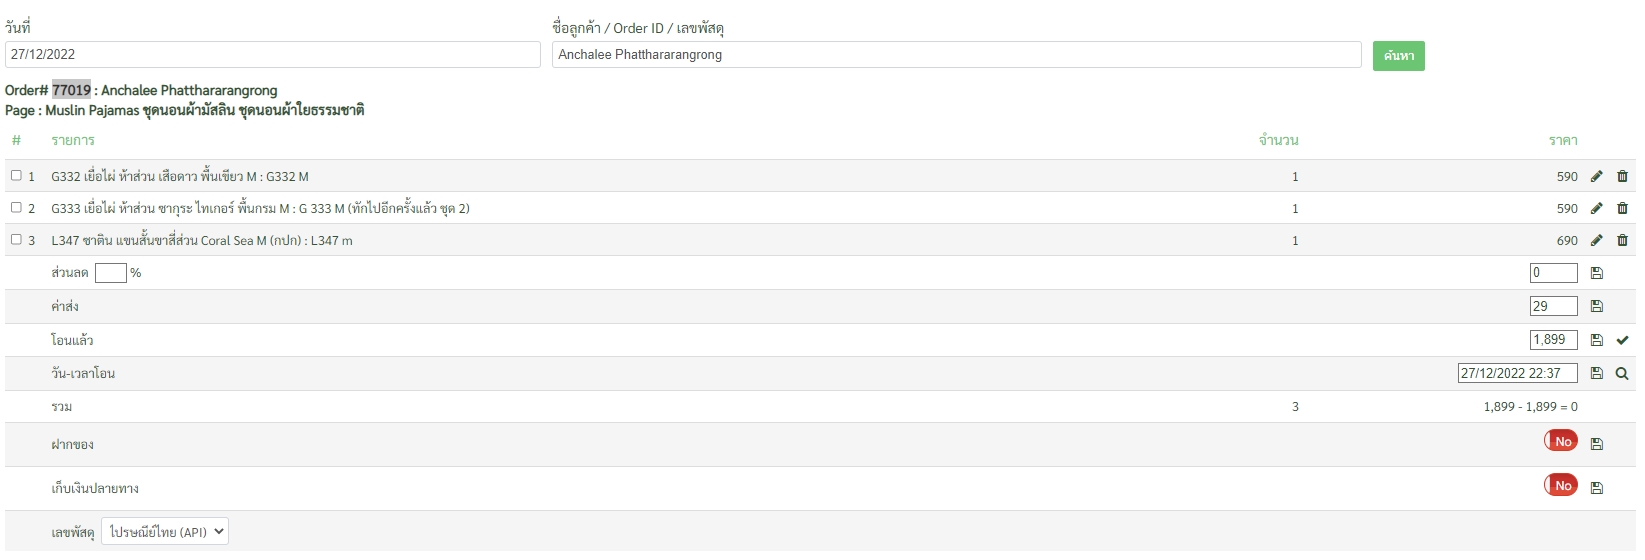 วันที่
ชื่อลูกค้า / Order ID / เลขพัสดุ
27/12/2022
Anchalee Phatthararangrong
ค้นหา
Order# 77019 : Anchalee Phatthararangrong
Page : Muslin Pajamas ชุดนอนผ้ามัสลิน ชุดนอนผ้าใยธรรมชาติ
# รายการ จำนวน ราคา
1 G332 เยื่อไผ่ ห้าส่วน เสือดาว พื้นเขียว M : G332 M 1 590
2 G333 เยื่อไผ่ ห้าส่วน ซากุระ ไทเกอร์ พื้นกรม M : G 333 M (ทักไปอีกครั้งแล้ว ชุด 2) 1 590
3 L347 ซาติน แขนสั้นขาสี่ส่วน Coral Sea M (กปก) : L347 m 1 690
ส่วนลด % 0
ค่าส่ง 29
โอนแล้ว 1,899
วัน-เวลาโอน 27/12/2022 22:37
รวม 3 1,899 - 1,899 = 0
ฝากของ No
เก็บเงินปลายทาง No
เลขพัสดุ ไปรษณีย์ไทย (API)